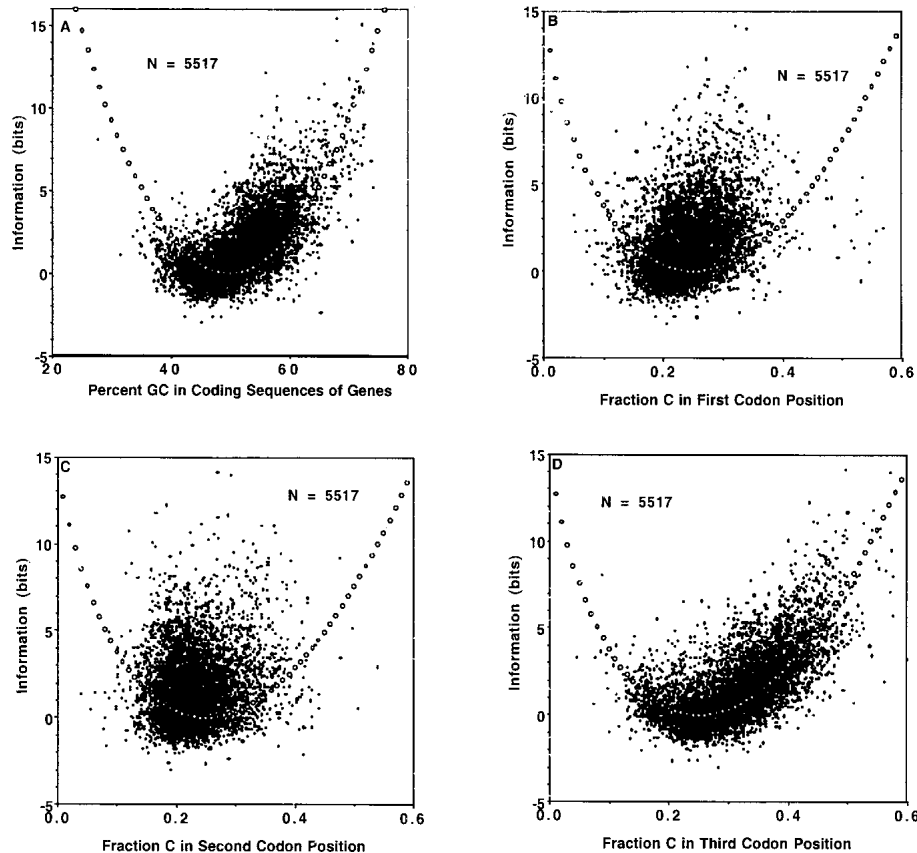 A
N = 5517
Information (bits)
15
10
5
0
-5
20
40
60
80
Percent GC in Coding Sequences of Genes
B
N = 5517
Information (bits)
15
10
5
0
-5
0.0
0.2
0.4
0.6
Fraction C in First Codon Position
C
N = 5517
Information (bits)
15
10
5
0
-5
0.0
0.2
0.4
0.6
Fraction C in Second Codon Position
D
N = 5517
Information (bits)
15
10
5
0
-5
0.0
0.2
0.4
0.6
Fraction C in Third Codon Position